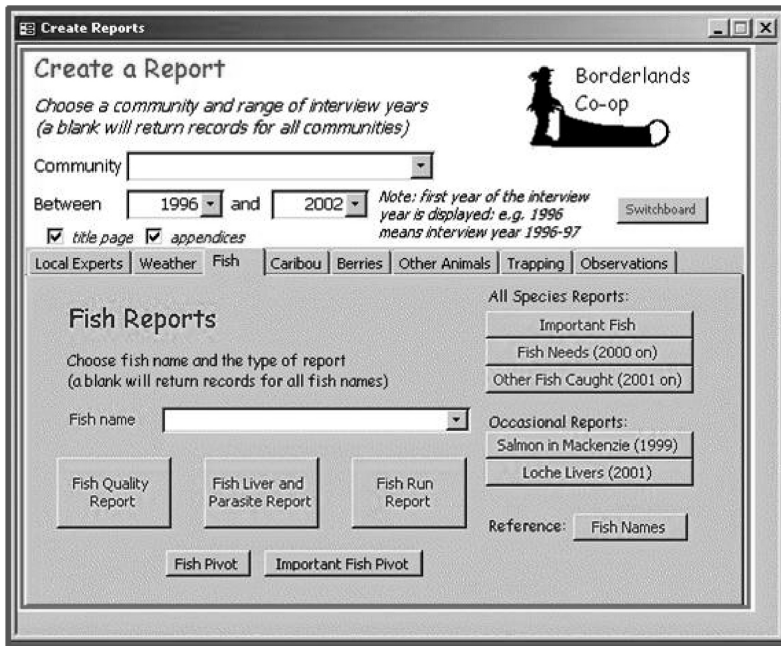 Create Reports
Create a Report
Borderlands
Co-op
Choose a community and range of interview years
(a blank will return records for all communities)
Community
Between 1996 and 2002
Note: first year of the interview
year is displayed: e.g. 1996
means interview year 1996-97
Switchboard
title page appendices
Local Experts Weather Fish Caribou Berries Other Animals Trapping Observations
Fish Reports
Choose fish name and the type of report
(a blank will return records for all fish names)
Fish name
Fish Quality
Report
Fish Liver and
Parasite Report
Fish Run
Report
Fish Pivot Important Fish Pivot
All Species Reports:
Important Fish
Fish Needs (2000 on)
Other Fish Caught (2001 on)
Occasional Reports:
Salmon in Mackenzie (1999)
Loche Livers (2001)
Reference: Fish Names